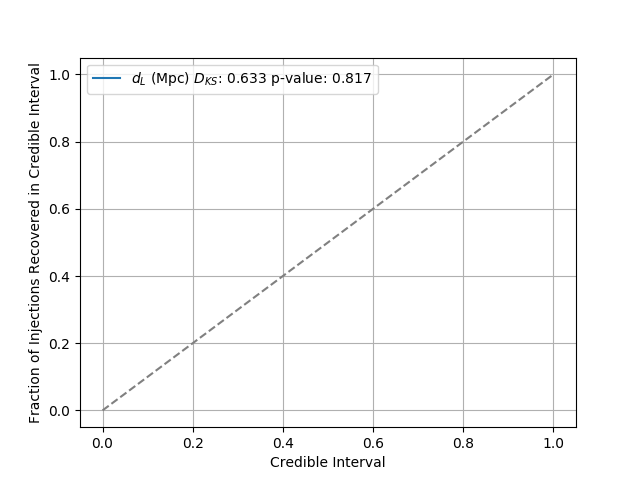 d_L (Mpc) D_KS: 0.633 p-value: 0.817
1.0
0.8
0.6
0.4
0.2
0.0
Fraction of Injections Recovered in Credible Interval
0.0 0.2 0.4 0.6 0.8 1.0
Credible Interval